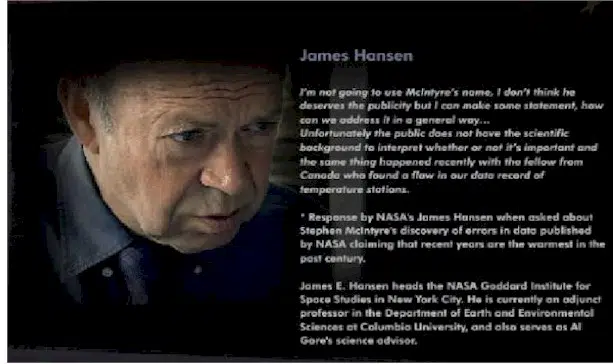 James Hansen
I'm not going to use McIntyre's name, I don't think he
deserves the publicity but I can make some statement, how
can we address it in a general way...
Unfortunately the public does not have the scientific
background to interpret whether or not it's important and
the same thing happened recently with the fellow from
Canada who found a flaw in our data record of
temperature stations.
* Response by NASA's James Hansen when asked about
Stephen McIntyre's discovery of errors in data published
by NASA claiming that recent years are the warmest in the
past century.
James E. Hansen heads the NASA Goddard Institute for
Space Studies in New York City. He is currently an adjunct
professor in the Department of Earth and Environmental
Sciences at Columbia University, and also serves as Al
Gore's science advisor.